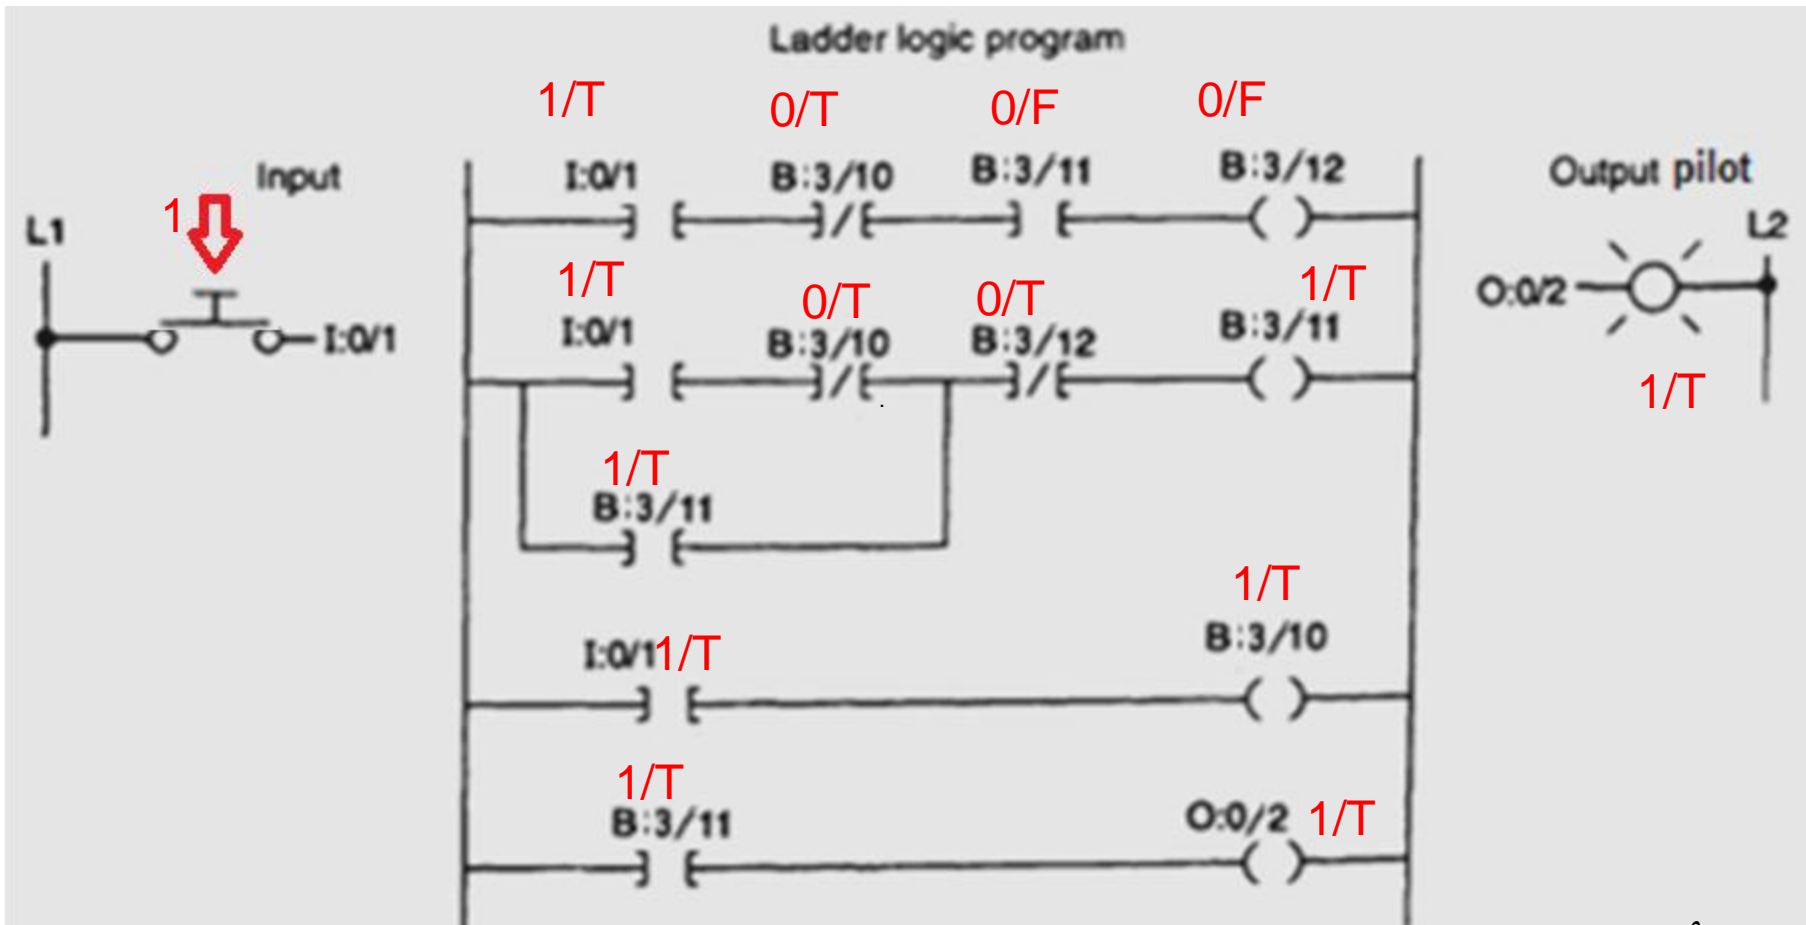 Ladder logic program
1/T 0/T 0/F 0/F
Input
I:0/1 B:3/10 B:3/11 B:3/12
Output pilot
1
L1
L2
1/T 0/T 0/T 1/T
O:0/2
I:0/1
I:0/1 B:3/10 B:3/12 B:3/11
1/T
1/T
B:3/11
1/T
I:0/1 1/T B:3/10
1/T
B:3/11 O:0/2 1/T